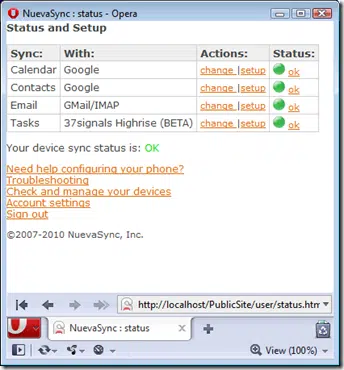 NuevaSync : status - Opera
Status and Setup
Sync: With: Actions: Status:
Calendar Google change |setup ok
Contacts Google change |setup ok
Email GMail/IMAP change |setup ok
Tasks 37signals Highrise (BETA) change |setup ok
Your device sync status is: OK
Need help configuring your phone?
Troubleshooting
Check and manage your devices
Account settings
Sign out
©2007-2010 NuevaSync, Inc.
http://localhost/PublicSite/user/status.htm
NuevaSync : status
View (100%)